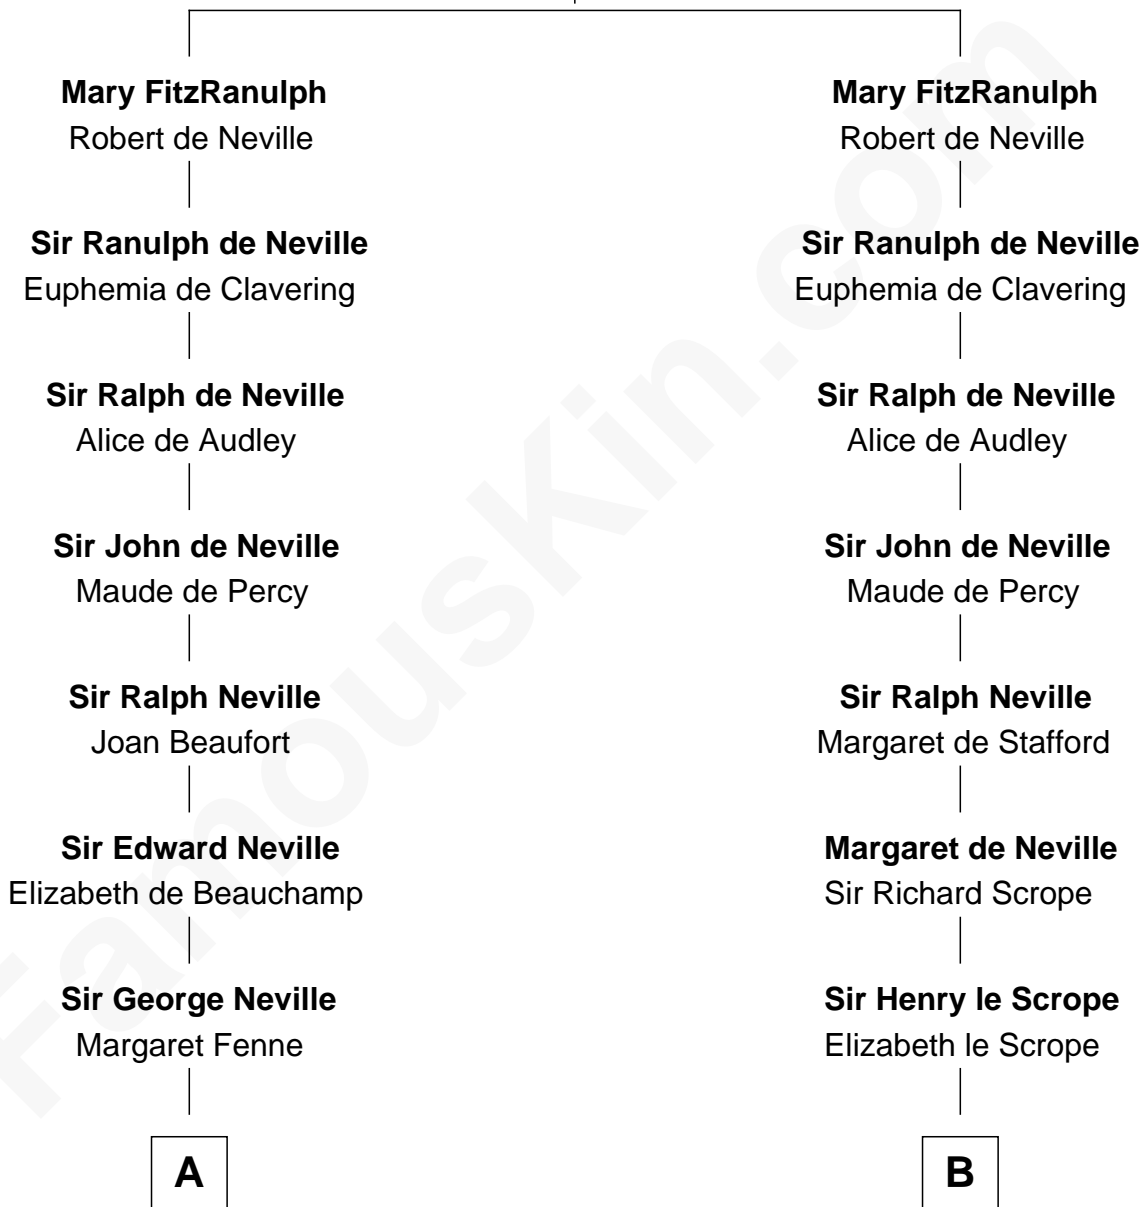 Mary FitzRanulph
Robert de Neville
Sir Ranulph de Neville
Euphemia de Clavering
Sir Ralph de Neville
Alice de Audley
Sir John de Neville
Maude de Percy
Sir Ralph Neville
Joan Beaufort
Sir Edward Neville
Elizabeth de Beauchamp
Sir George Neville
Margaret Fenne
A
Mary FitzRanulph
Robert de Neville
Sir Ranulph de Neville
Euphemia de Clavering
Sir Ralph de Neville
Alice de Audley
Sir John de Neville
Maude de Percy
Sir Ralph Neville
Margaret de Stafford
Margaret de Neville
Sir Richard Scrope
Sir Henry le Scrope
Elizabeth le Scrope
B
FamousKin.com